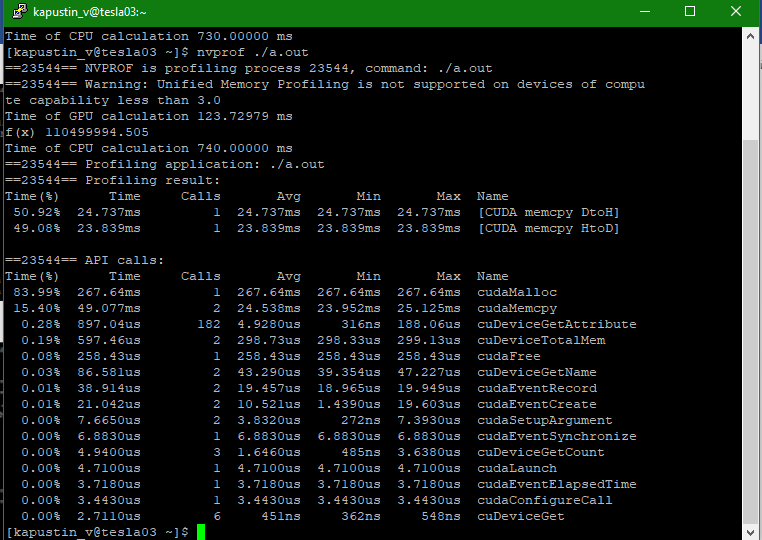 kapustin_v@tesla03:~
Time of CPU calculation 730.00000 ms
[kapustin_v@tesla03 ~]$ nvprof ./a.out
==23544== NVPROF is profiling process 23544, command: ./a.out
==23544== Warning: Unified Memory Profiling is not supported on devices of compu
te capability less than 3.0
Time of GPU calculation 123.72979 ms
f(x) 110499994.505
Time of CPU calculation 740.00000 ms
==23544== Profiling application: ./a.out
==23544== Profiling result:
Time(%)      Time     Calls       Avg       Min       Max  Name
 50.92%  24.737ms         1  24.737ms  24.737ms  24.737ms  [CUDA memcpy DtoH]
 49.08%  23.839ms         1  23.839ms  23.839ms  23.839ms  [CUDA memcpy HtoD]
==23544== API calls:
Time(%)      Time     Calls       Avg       Min       Max  Name
 83.99%  267.64ms         1  267.64ms  267.64ms  267.64ms  cudaMalloc
 15.40%  49.077ms         2  24.538ms  23.952ms  25.125ms  cudaMemcpy
  0.28%  897.04us       182  4.9280us     316ns  188.06us  cuDeviceGetAttribute
  0.19%  597.46us         2  298.73us  298.33us  299.13us  cuDeviceTotalMem
  0.08%  258.43us         1  258.43us  258.43us  258.43us  cudaFree
  0.03%  86.581us         2  43.290us  39.354us  47.227us  cuDeviceGetName
  0.01%  38.914us         2  19.457us  18.965us  19.949us  cudaEventRecord
  0.01%  21.042us         2  10.521us  1.4390us  19.603us  cudaEventCreate
  0.00%  7.6650us         2  3.8320us     272ns  7.3930us  cudaSetupArgument
  0.00%  6.8830us         1  6.8830us  6.8830us  6.8830us  cudaEventSynchronize
  0.00%  4.9400us         3  1.6460us     485ns  3.6380us  cuDeviceGetCount
  0.00%  4.7100us         1  4.7100us  4.7100us  4.7100us  cudaLaunch
  0.00%  3.7180us         1  3.7180us  3.7180us  3.7180us  cudaEventElapsedTime
  0.00%  3.4430us         1  3.4430us  3.4430us  3.4430us  cudaConfigureCall
  0.00%  2.7110us         6     451ns     362ns     548ns  cuDeviceGet
[kapustin_v@tesla03 ~]$